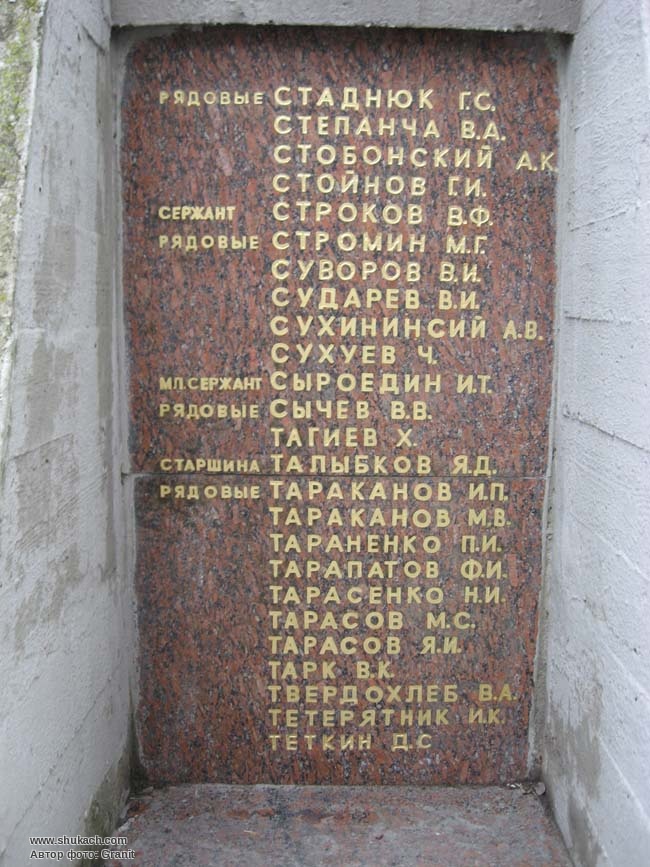 РЯДОВЫЕ СТАДНЮК Г.С.
СТЕПАНЧА В.А.
СТОБОНСКИЙ А.К.
СТОЙНОВ Г.И.
СЕРЖАНТ СТРОКОВ В.Ф.
РЯДОВЫЕ СТРОМИН М.Г.
СУВОРОВ В.И.
СУДАРЕВ В.И.
СУХИНИНСИЙ А.В.
СУХУЕВ Ч.
МЛ.СЕРЖАНТ СЫРОЕДИН И.Т.
РЯДОВЫЕ СЫЧЕВ В.В.
ТАГИЕВ Х.
СТАРШИНА ТАЛЫБКОВ Я.Д.
РЯДОВЫЕ ТАРАКАНОВ И.П.
ТАРАКАНОВ М.В.
ТАРАНЕНКО П.И.
ТАРАПАТОВ Ф.И.
ТАРАСЕНКО Н.И.
ТАРАСОВ М.С.
ТАРАСОВ Я.И.
ТАРК В.К.
ТВЕРДОХЛЕБ В.А.
ТЕТЕРЯТНИК И.К.
ТЕТКИН Д.С
www.shukach.com
Автор фото: Granit